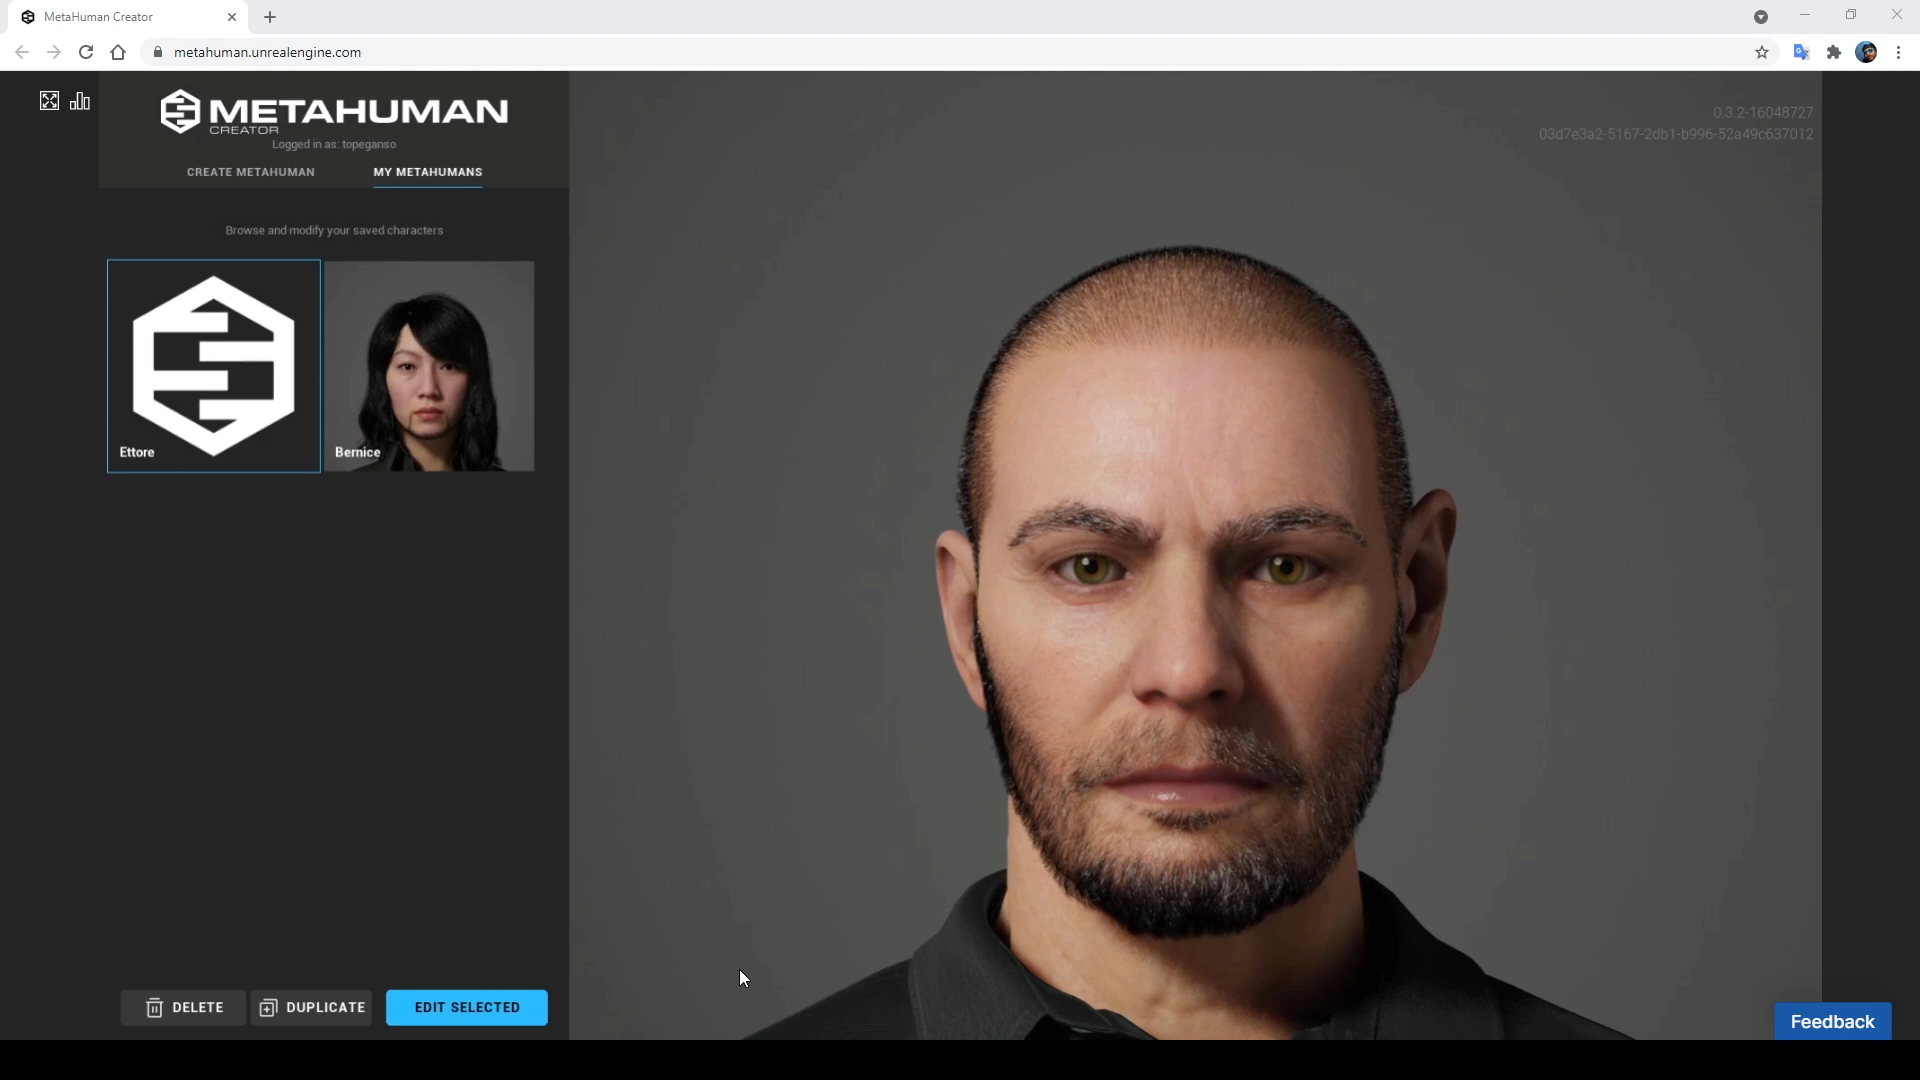 MetaHuman Creator
metahuman.unrealengine.com
METAHUMAN
CREATOR
Logged in as: topeganso
CREATE METAHUMAN
MY METAHUMANS
Browse and modify your saved characters
Ettore
Bernice
0.3.2-16048727
03d7e3a2-5167-2db1-b996-52a49c637012
DELETE
DUPLICATE
EDIT SELECTED
Feedback